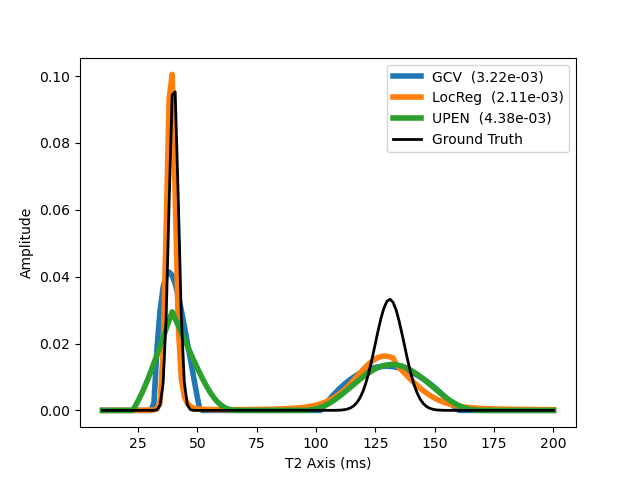 GCV (3.22e-03)
LocReg (2.11e-03)
UPEN (4.38e-03)
Ground Truth
Amplitude
0.10
0.08
0.06
0.04
0.02
0.00
25 50 75 100 125 150 175 200
T2 Axis (ms)